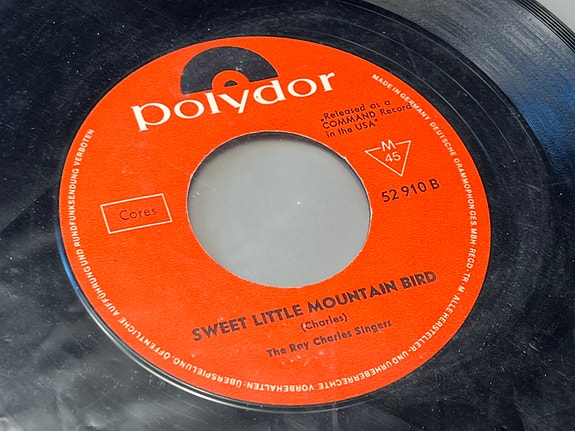 polydor
„Released as a
COMMAND Record
in the USA"
M
45
52 910 B
Cores
SWEET LITTLE MOUNTAIN BIRD
(Charles)
The Ray Charles Singers
MADE IN GERMANY DEUTSCHE GRAMMOPHON GES. MBH · REGD · TR · M ALLE HERSTELLER- UND URHEBERRECHTE VORBEHALTEN · ÜBERSPIELUNG, ÖFFENTLICHE AUFFÜHRUNG UND RUNDFUNKSENDUNG VERBOTEN